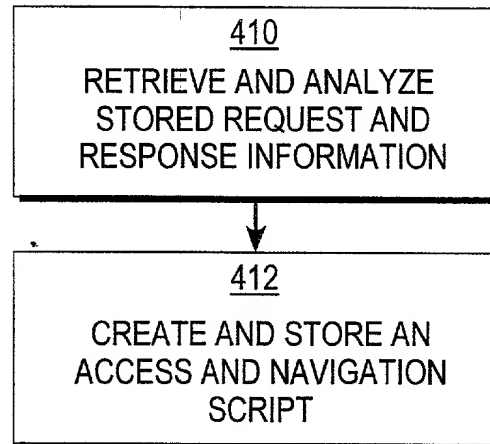 410
RETRIEVE AND ANALYZE
STORED REQUEST AND
RESPONSE INFORMATION
412
CREATE AND STORE AN
ACCESS AND NAVIGATION
SCRIPT